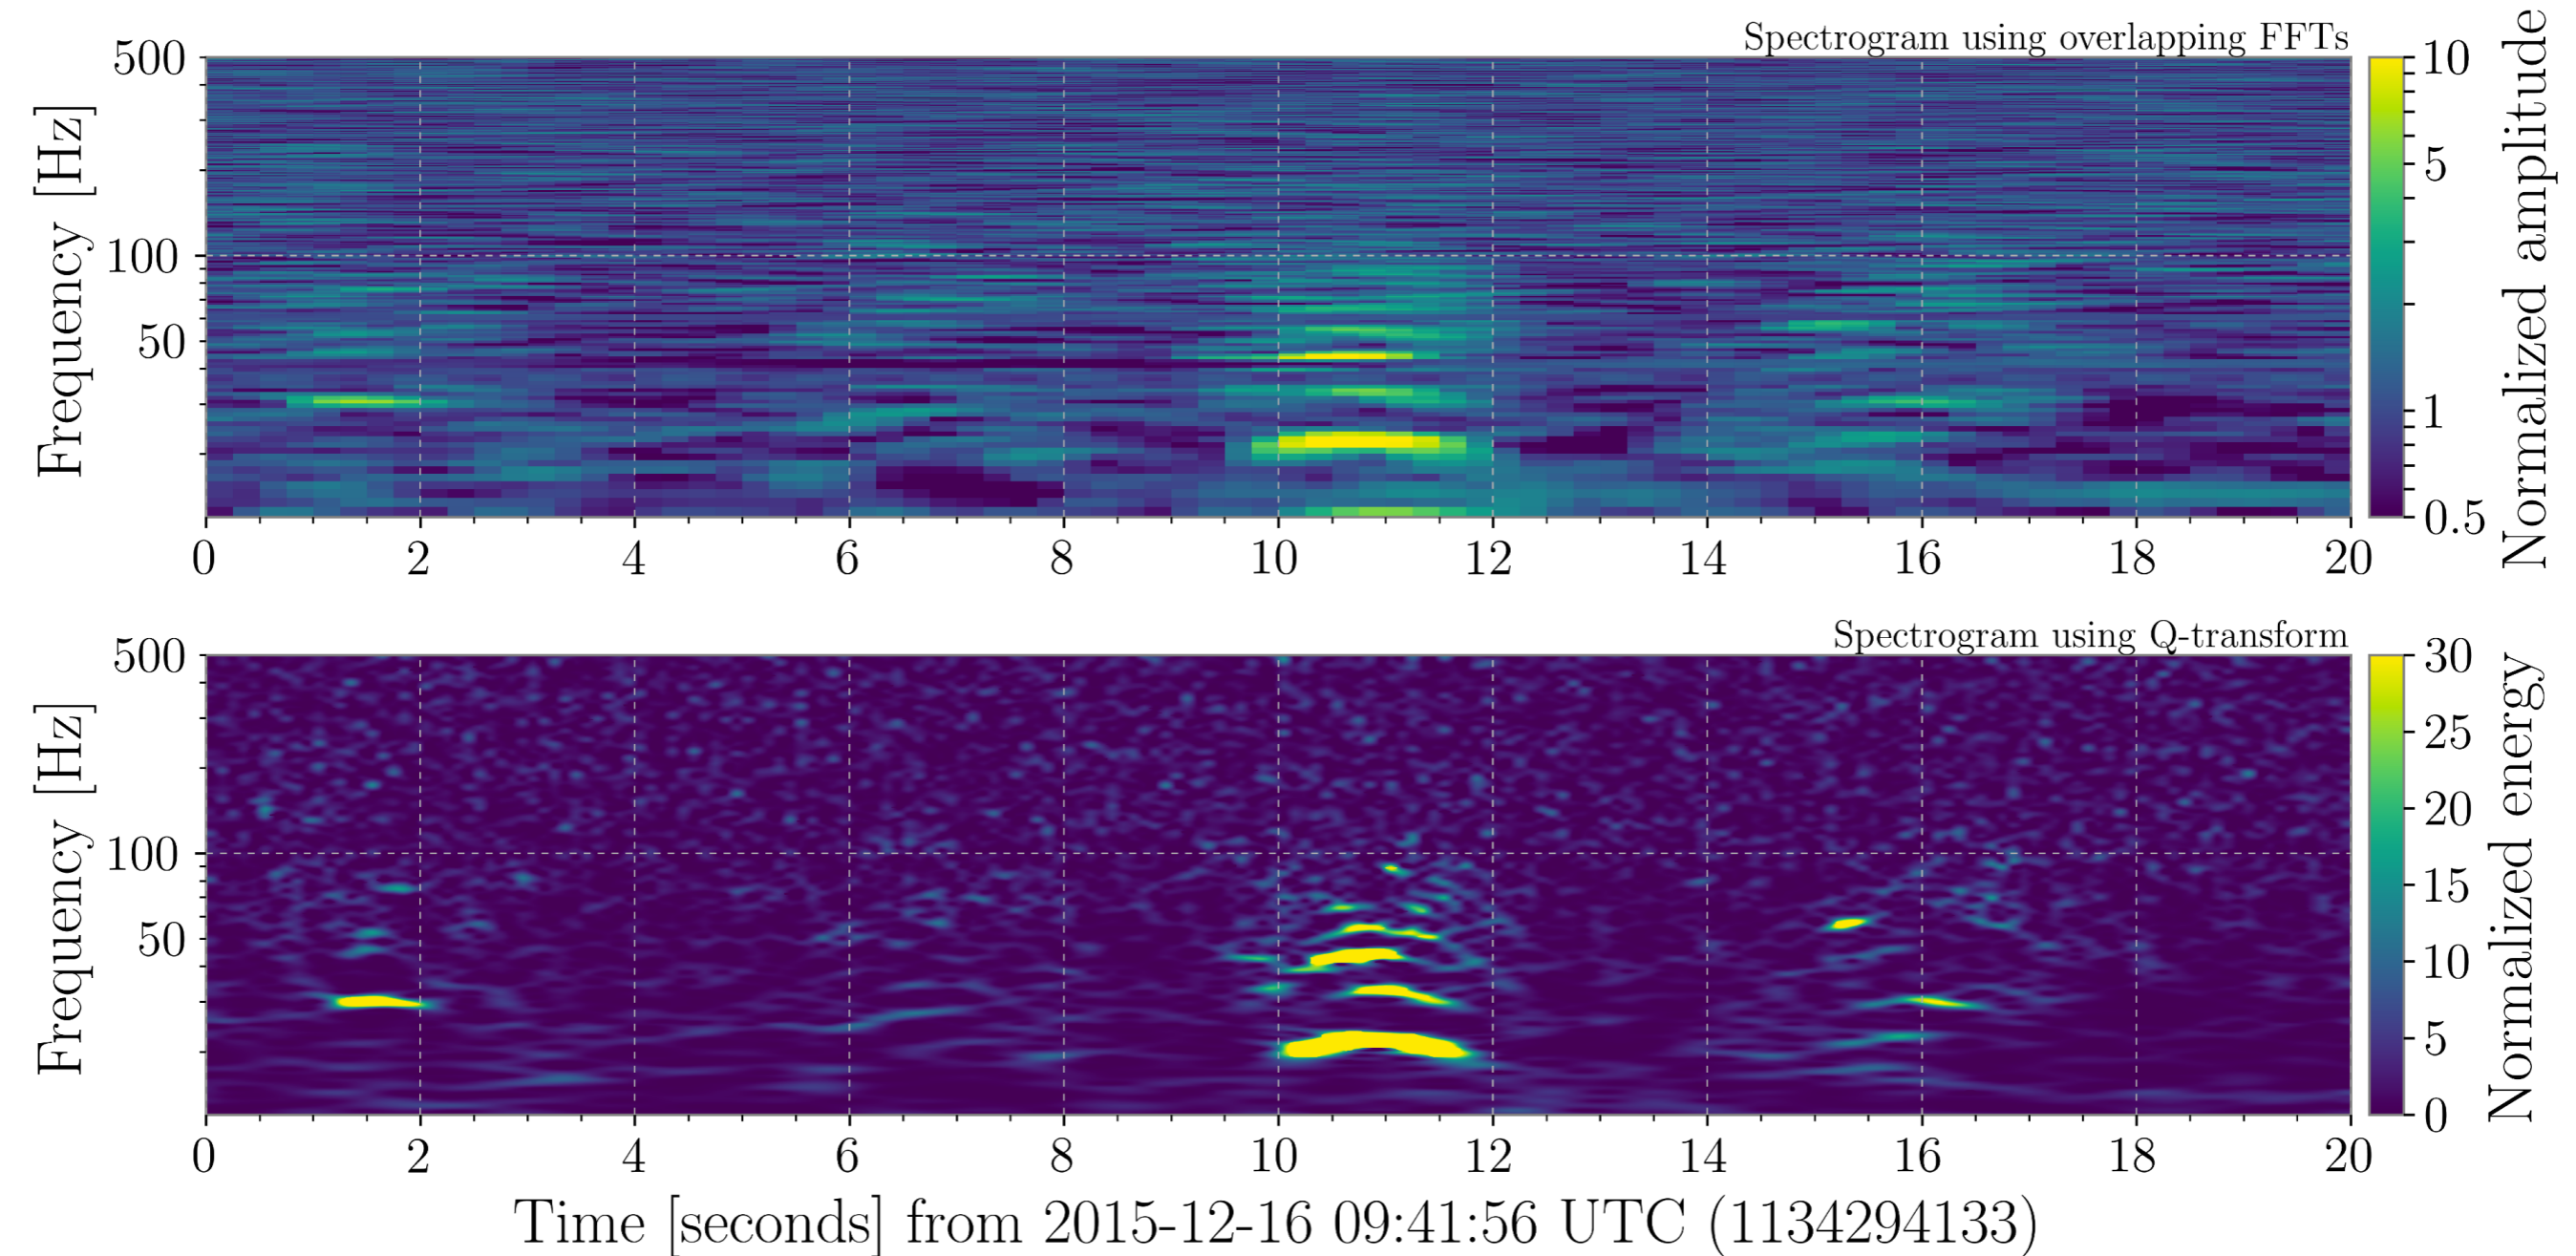 Spectrogram using overlapping FFTs
500
100
50
Frequency [Hz]
0 2 4 6 8 10 12 14 16 18 20
10
5
1
0.5
Normalized amplitude
Spectrogram using Q-transform
500
100
50
Frequency [Hz]
0 2 4 6 8 10 12 14 16 18 20
30
25
20
15
10
5
0
Normalized energy
Time [seconds] from 2015-12-16 09:41:56 UTC (1134294133)